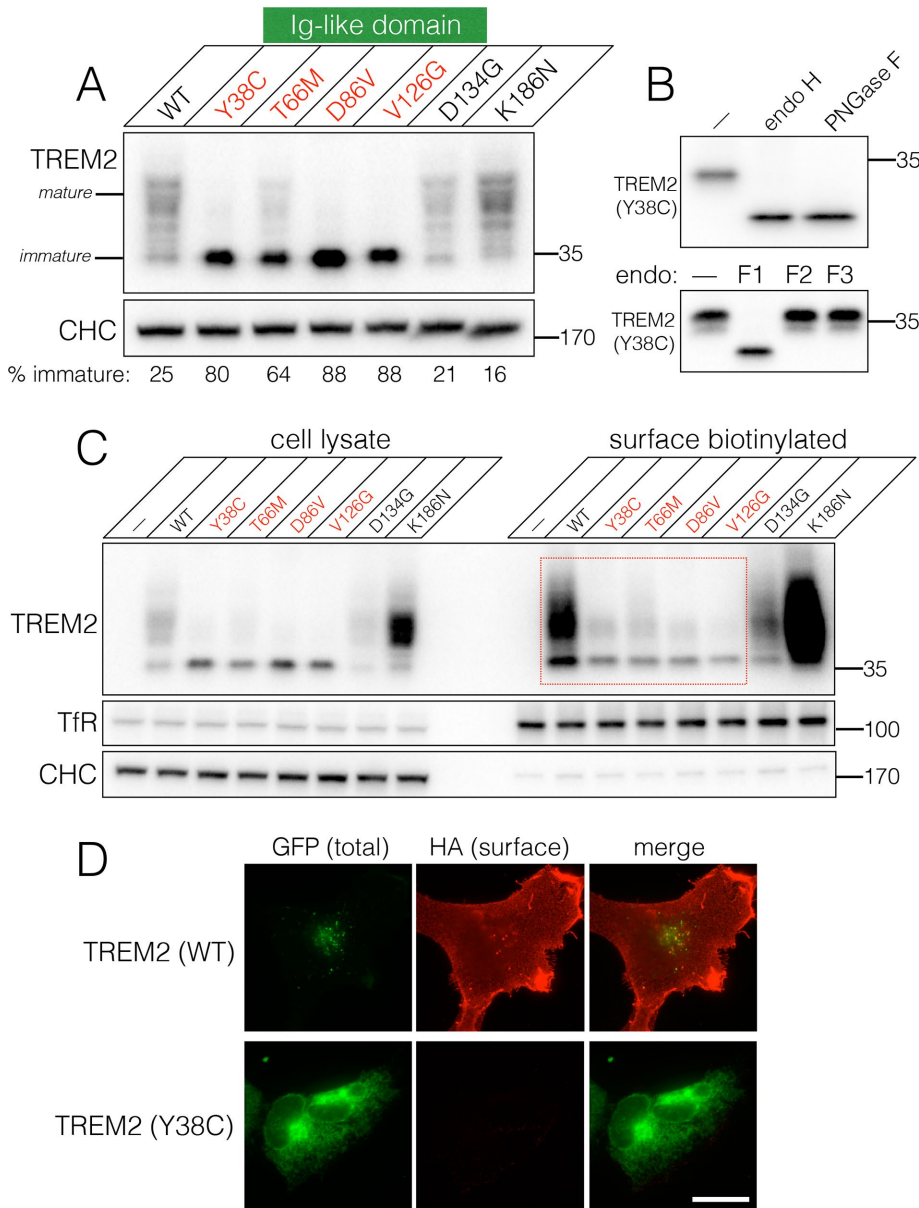 Ig-like domain
A
WT Y38C T66M D86V V126G D134G K186N
TREM2
mature
immature
35
CHC
170
% immature: 25 80 64 88 88 21 16
B
— endo H PNGase F
TREM2
(Y38C)
35
endo: — F1 F2 F3
TREM2
(Y38C)
35
C
cell lysate surface biotinylated
— WT Y38C T66M D86V V126G D134G K186N — WT Y38C T66M D86V V126G D134G K186N
TREM2
35
TfR
100
CHC
170
D
GFP (total) HA (surface) merge
TREM2 (WT)
TREM2 (Y38C)